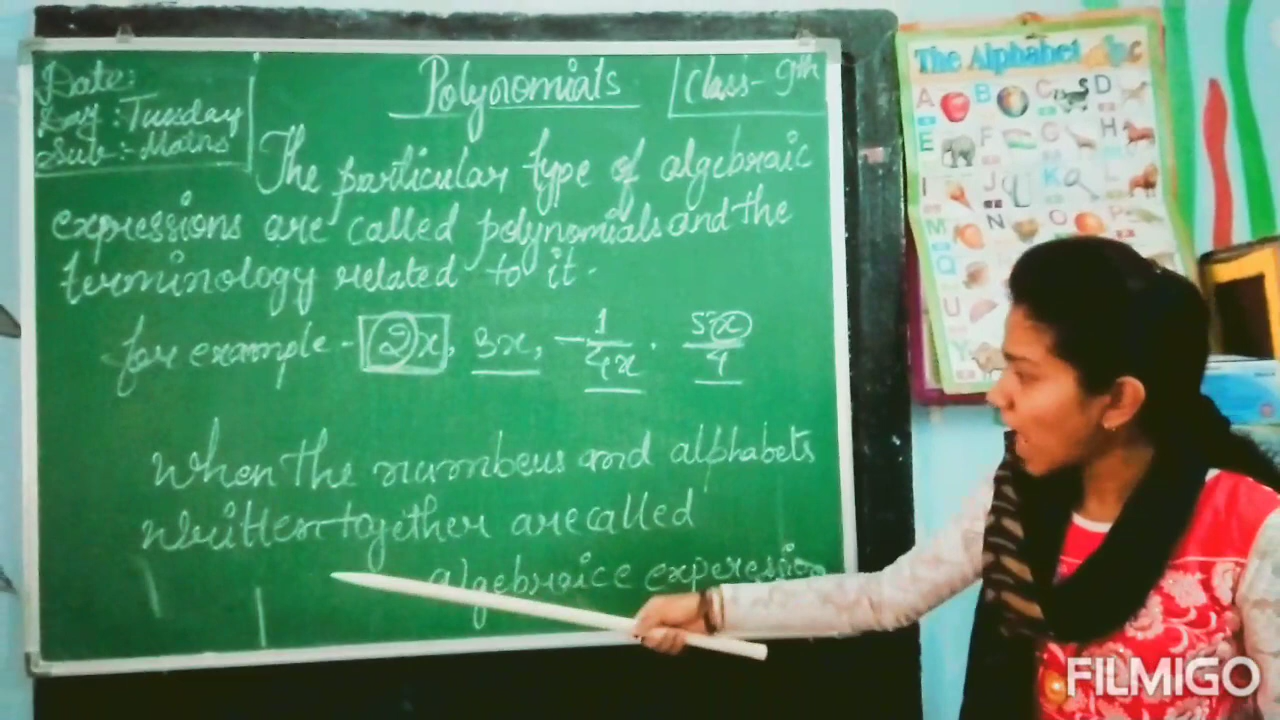 Date:
Day: Tuesday
Sub:- Maths
Polynomials
Class- 9th
The particular type of algebraic
expressions are called polynomials and the
terminology related to it.
for example - 2x, 3x, -1/4x . 5x/4
When the numbers and alphabets
written together are called
algebraice experession
The Alphabet abc
A B C D
E F G H
I J K L
M N O P
Q
U
Y
FILMIGO